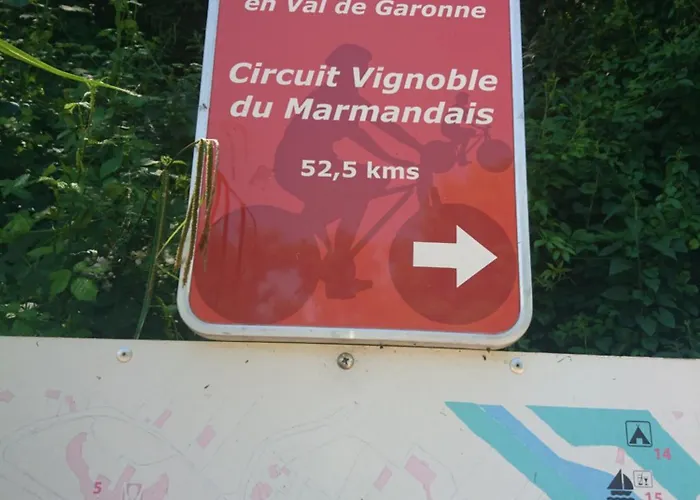 en Val de Garonne
Circuit Vignoble
du Marmandais
52,5 kms
14
5
15